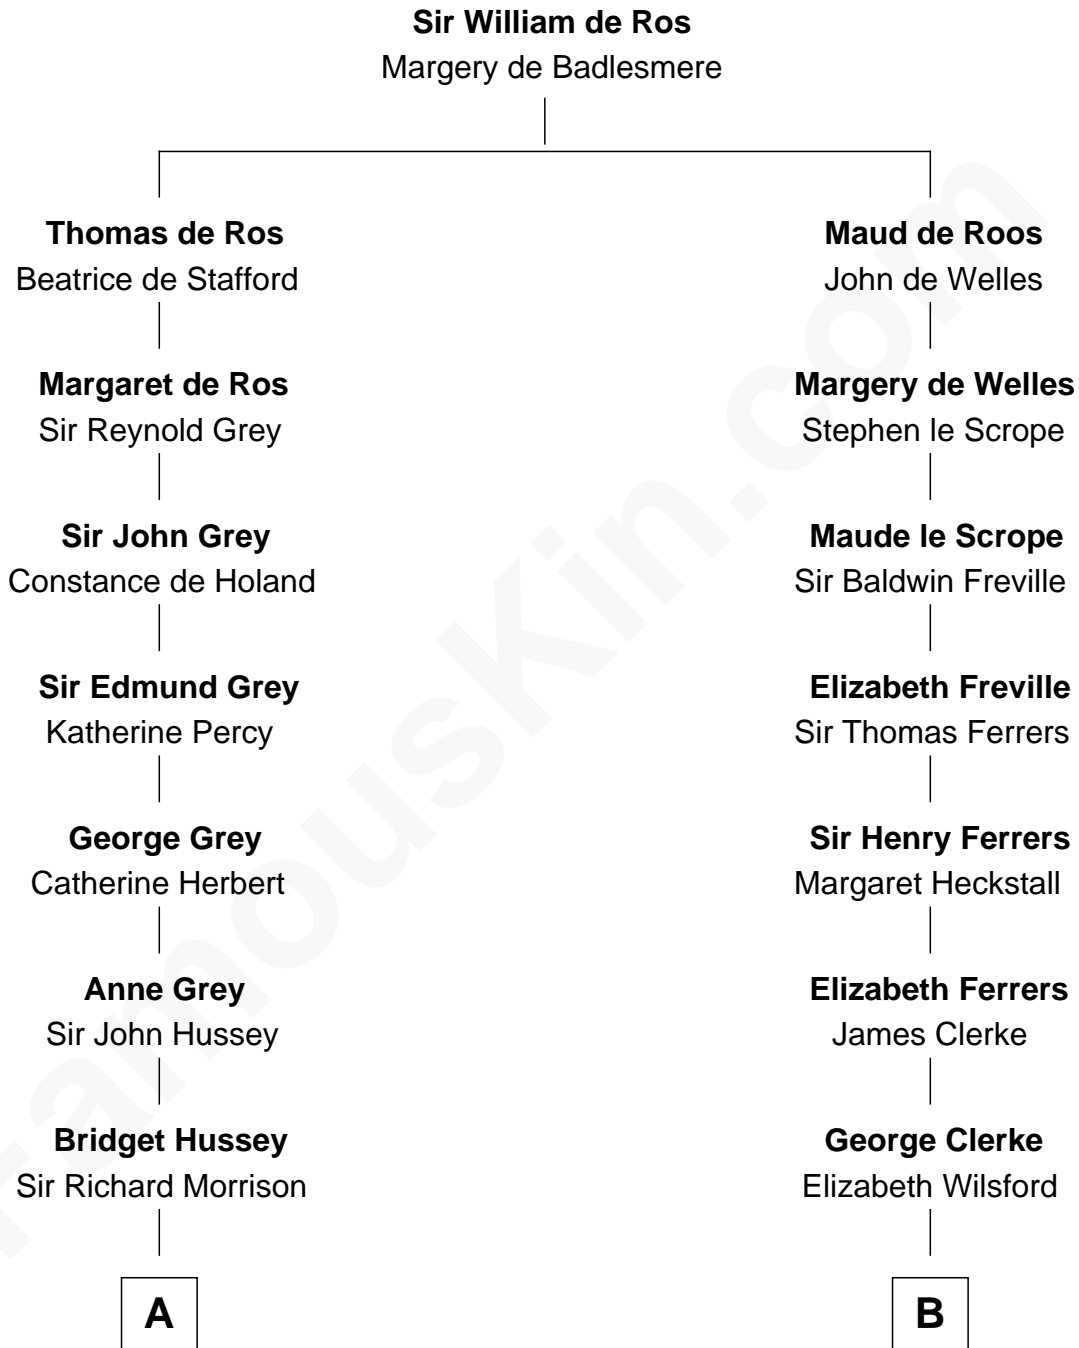 Sir William de Ros
Margery de Badlesmere
Thomas de Ros
Beatrice de Stafford
Maud de Roos
John de Welles
Margaret de Ros
Sir Reynold Grey
Margery de Welles
Stephen le Scrope
Sir John Grey
Constance de Holand
Maude le Scrope
Sir Baldwin Freville
Sir Edmund Grey
Katherine Percy
Elizabeth Freville
Sir Thomas Ferrers
George Grey
Catherine Herbert
Sir Henry Ferrers
Margaret Heckstall
Anne Grey
Sir John Hussey
Elizabeth Ferrers
James Clerke
Bridget Hussey
Sir Richard Morrison
George Clerke
Elizabeth Wilsford
A
B
FamousKin.com